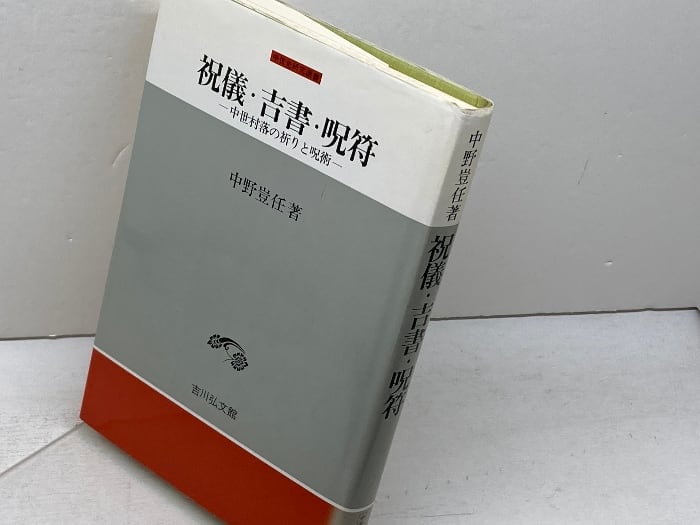 祝儀・吉書・呪符
―中世村落の祈りと呪術―
中野豈任著
吉川弘文館
中野豈任著
祝儀・吉書・呪符